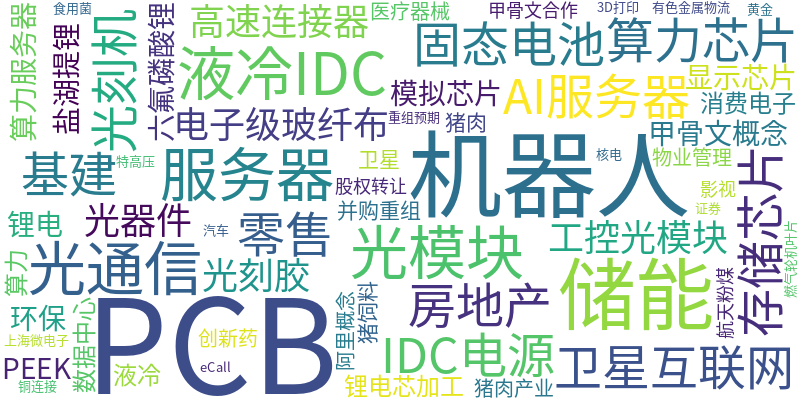 食用菌
高速连接器
医疗器械
甲骨文合作
3D打印
有色金属物流
黄金
算力服务器
盐湖提锂
光刻机
六氟磷酸锂
液冷IDC
固态电池
算力芯片
模拟芯片
AI服务器
显示芯片
消费电子
电子级玻纤布
重组预期
猪肉
甲骨文概念
基建
特高压
服务器
卫星
机器人
核电
物业管理
股权转让
影视
存储芯片
锂电
光器件
汽车
零售
并购重组
证券
光通信
光刻胶
光模块
工控光模块
燃气轮机叶片
算力
PCB
阿里概念
猪饲料
房地产
储能
航天粉煤
环保
数据中心
上海微电子
创新药
IDC电源
卫星互联网
PEEK
液冷
eCall
锂电芯加工
猪肉产业
铜连接